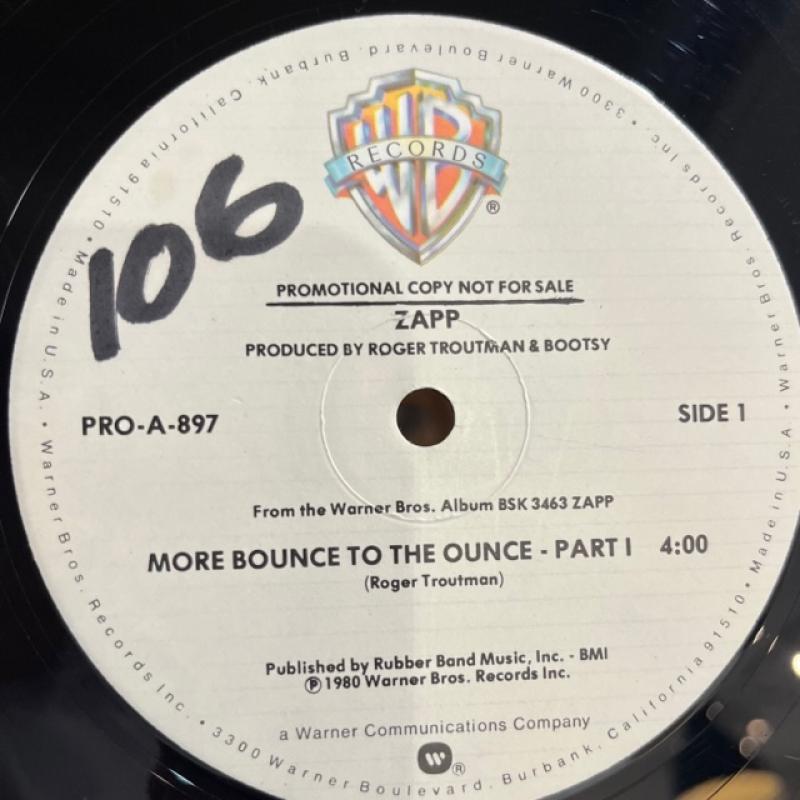 WB
RECORDS
®
106
PROMOTIONAL COPY NOT FOR SALE
ZAPP
PRODUCED BY ROGER TROUTMAN & BOOTSY
PRO-A-897
SIDE 1
From the Warner Bros. Album BSK 3463 ZAPP
MORE BOUNCE TO THE OUNCE - PART I 4:00
(Roger Troutman)
Published by Rubber Band Music, Inc. - BMI
℗ 1980 Warner Bros. Records Inc.
a Warner Communications Company
W ®
Warner Bros. Records Inc. • 3300 Warner Boulevard, Burbank, California 91510 • Made in U.S.A. •
Warner Bros. Records Inc. • 3300 Warner Boulevard, Burbank, California 91510 • Made in U.S.A. •